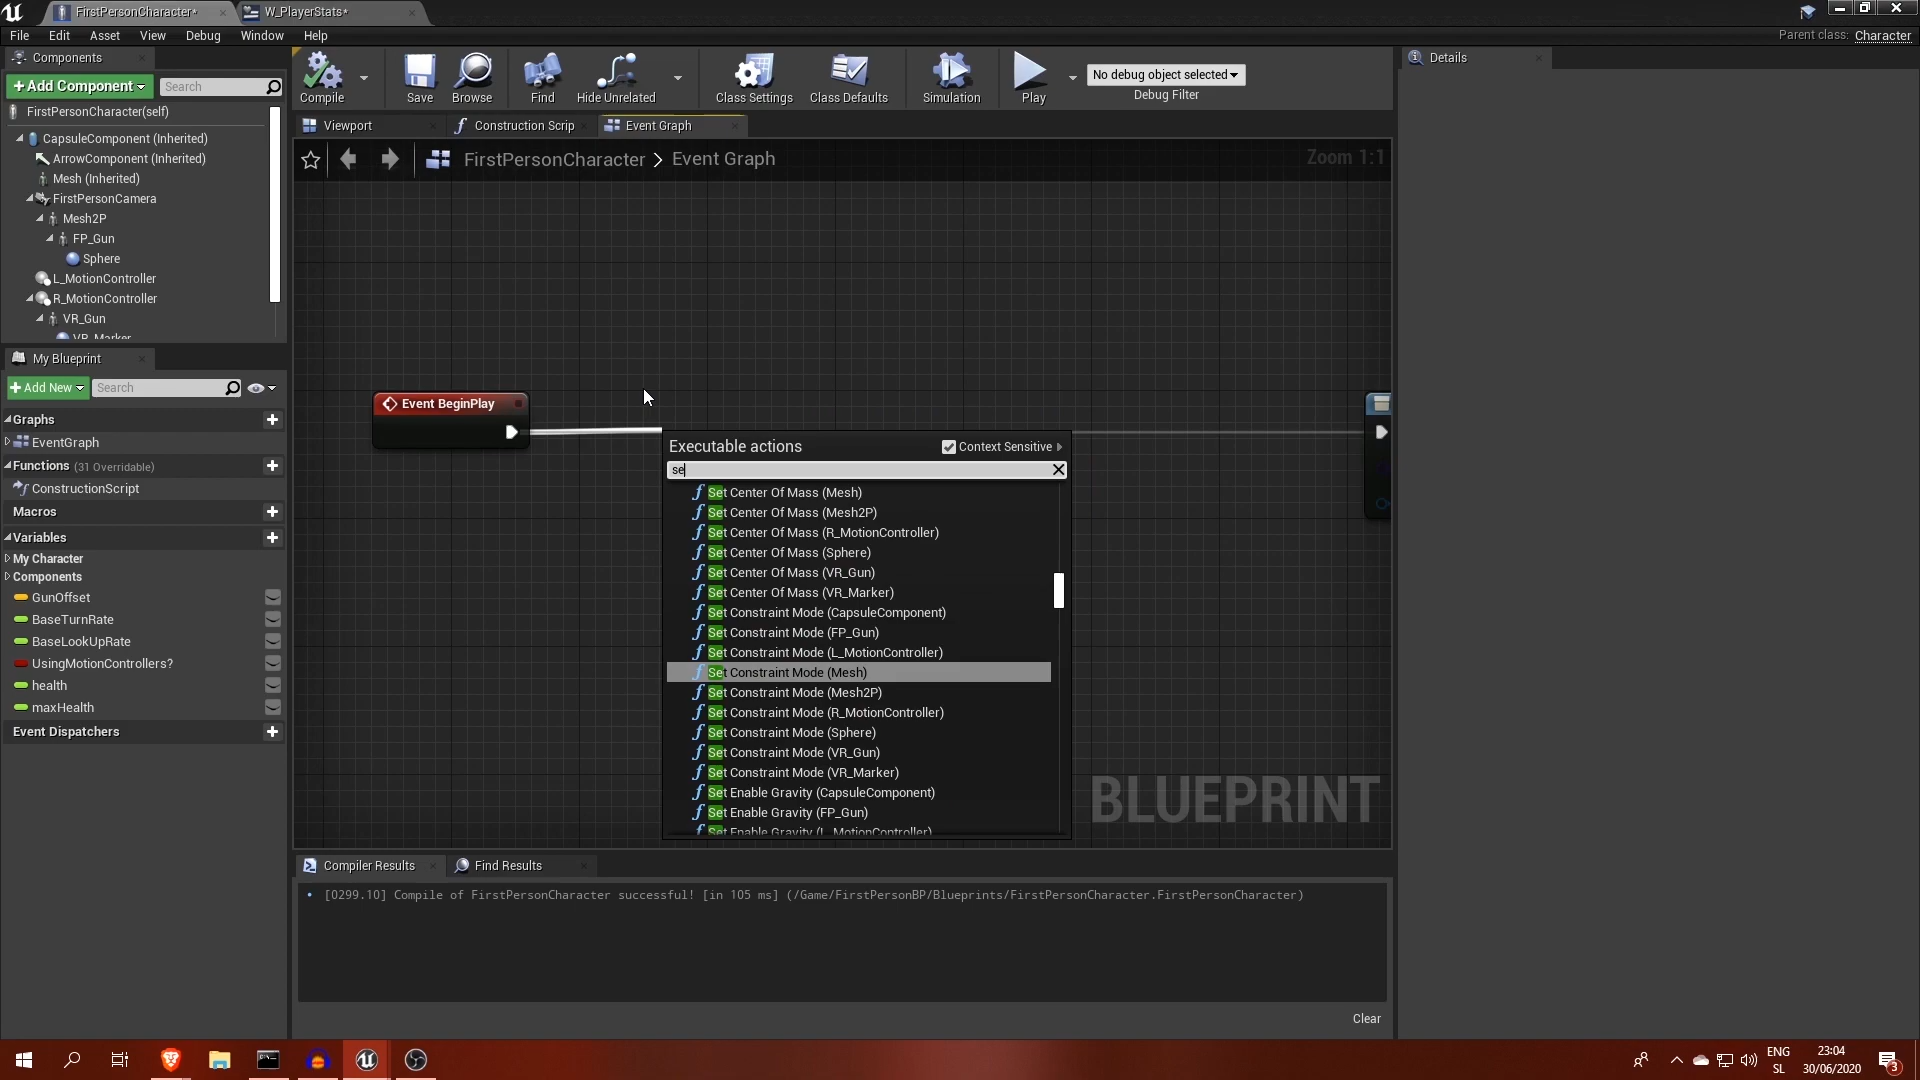 FirstPersonCharacter*
W_PlayerStats*
File Edit Asset View Debug Window Help
Parent class: Character
Components
+ Add Component
Search
FirstPersonCharacter(self)
CapsuleComponent (Inherited)
ArrowComponent (Inherited)
Mesh (Inherited)
FirstPersonCamera
Mesh2P
FP_Gun
Sphere
L_MotionController
R_MotionController
VR_Gun
VR_Marker
My Blueprint
+ Add New
Search
Graphs
EventGraph
Functions (31 Overridable)
ConstructionScript
Macros
Variables
My Character
Components
GunOffset
BaseTurnRate
BaseLookUpRate
UsingMotionControllers?
health
maxHealth
Event Dispatchers
Compile
Save
Browse
Find
Hide Unrelated
Class Settings
Class Defaults
Simulation
Play
No debug object selected
Debug Filter
Viewport
Construction Scrip
Event Graph
FirstPersonCharacter > Event Graph
Zoom 1:1
Event BeginPlay
Executable actions
Context Sensitive
se
Set Center Of Mass (Mesh)
Set Center Of Mass (Mesh2P)
Set Center Of Mass (R_MotionController)
Set Center Of Mass (Sphere)
Set Center Of Mass (VR_Gun)
Set Center Of Mass (VR_Marker)
Set Constraint Mode (CapsuleComponent)
Set Constraint Mode (FP_Gun)
Set Constraint Mode (L_MotionController)
Set Constraint Mode (Mesh)
Set Constraint Mode (Mesh2P)
Set Constraint Mode (R_MotionController)
Set Constraint Mode (Sphere)
Set Constraint Mode (VR_Gun)
Set Constraint Mode (VR_Marker)
Set Enable Gravity (CapsuleComponent)
Set Enable Gravity (FP_Gun)
Set Enable Gravity (L_MotionController)
BLUEPRINT
Compiler Results
Find Results
[0299.10] Compile of FirstPersonCharacter successful! [in 105 ms] (/Game/FirstPersonBP/Blueprints/FirstPersonCharacter.FirstPersonCharacter)
Clear
Details
ENG
SL
23:04
30/06/2020
3